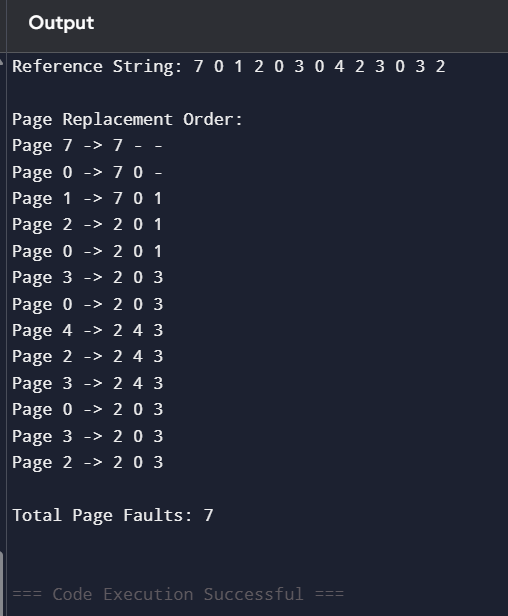 Output
Reference String: 7 0 1 2 0 3 0 4 2 3 0 3 2
Page Replacement Order:
Page 7 -> 7 - -
Page 0 -> 7 0 -
Page 1 -> 7 0 1
Page 2 -> 2 0 1
Page 0 -> 2 0 1
Page 3 -> 2 0 3
Page 0 -> 2 0 3
Page 4 -> 2 4 3
Page 2 -> 2 4 3
Page 3 -> 2 4 3
Page 0 -> 2 0 3
Page 3 -> 2 0 3
Page 2 -> 2 0 3
Total Page Faults: 7
=== Code Execution Successful ===